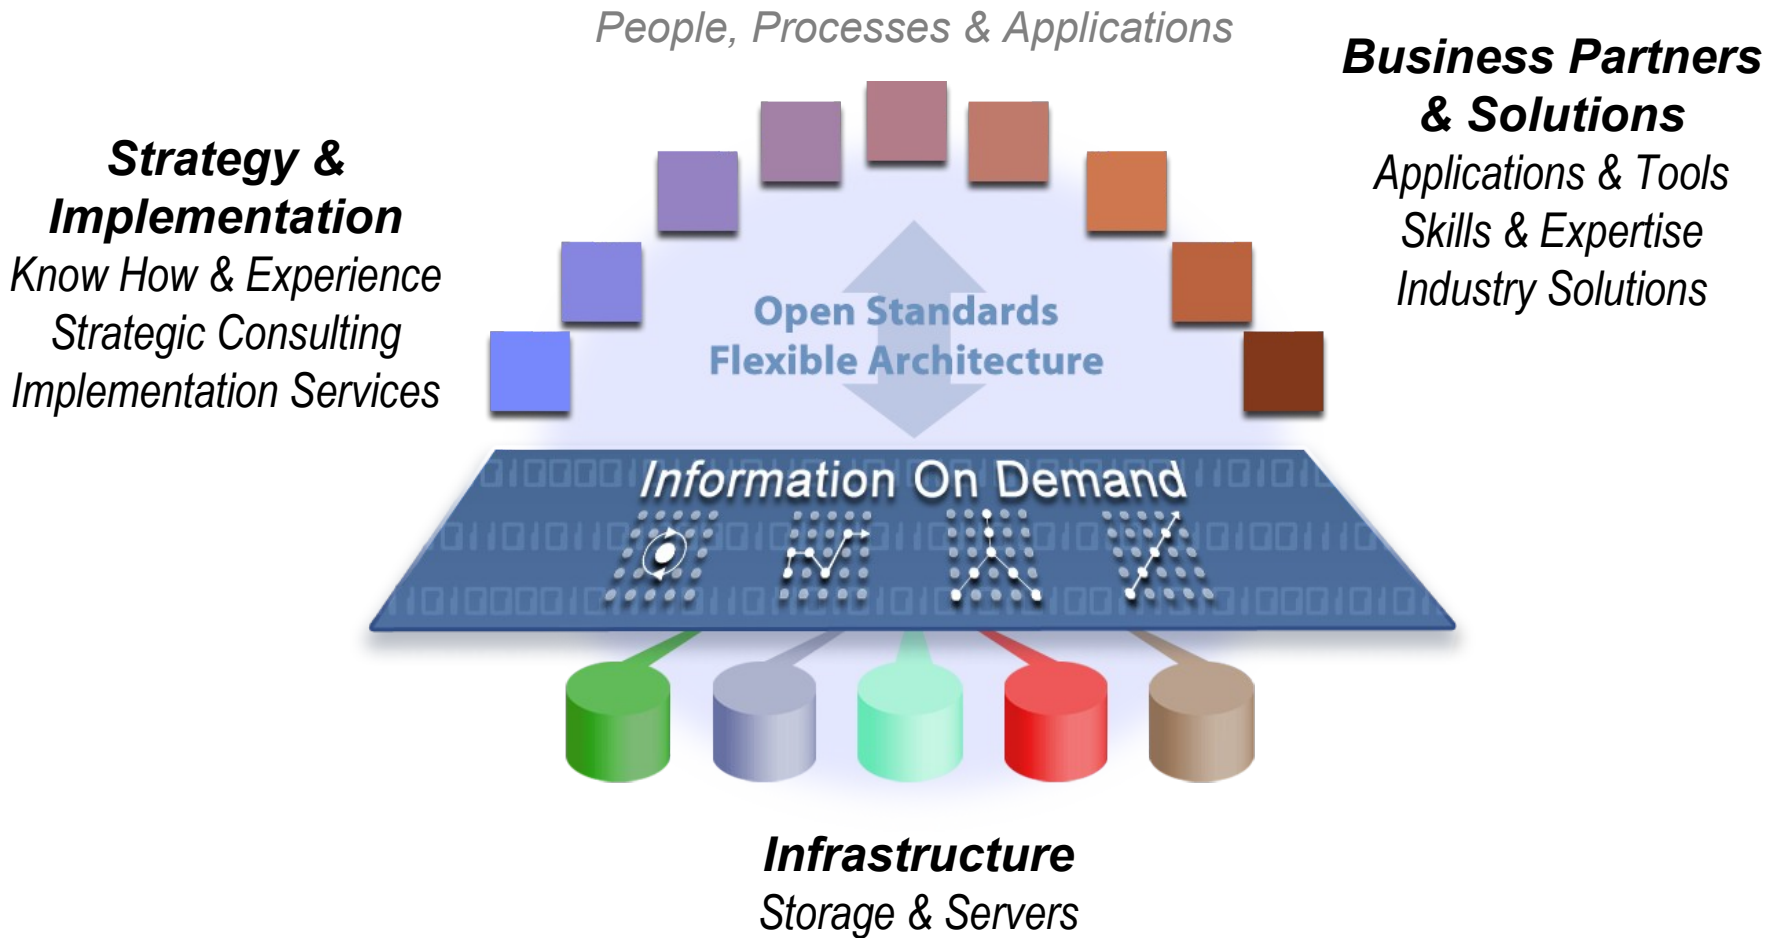 People, Processes & Applications
Business Partners
& Solutions
Applications & Tools
Skills & Expertise
Industry Solutions
Strategy &
Implementation
Know How & Experience
Strategic Consulting
Implementation Services
Open Standards
Flexible Architecture
Information On Demand
Infrastructure
Storage & Servers